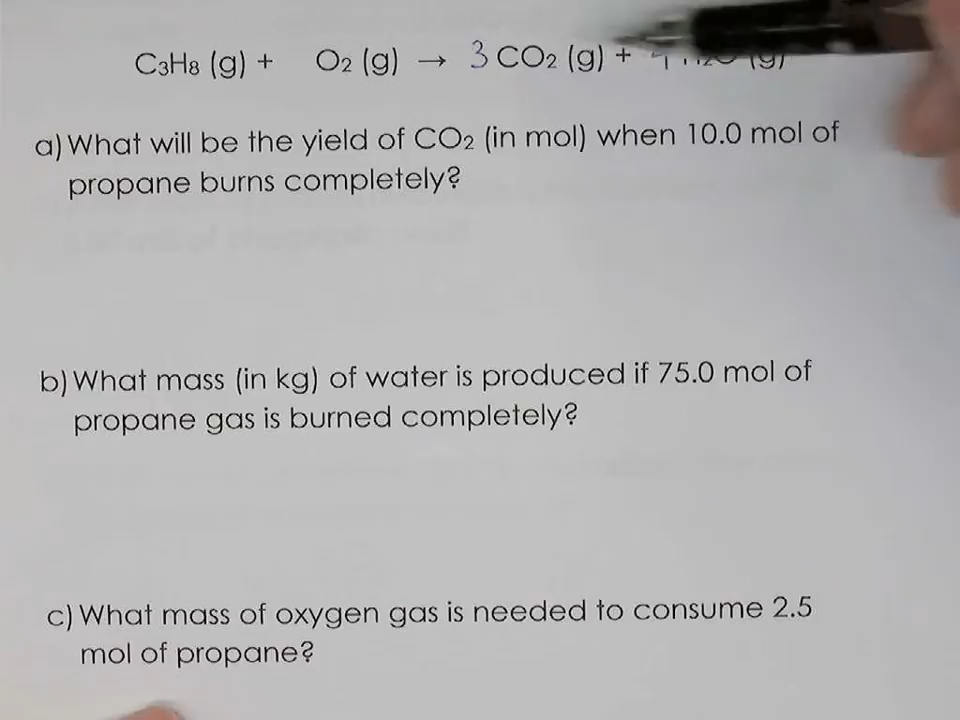 C3H8 (g) + O2 (g) → 3 CO2 (g) +
a) What will be the yield of CO2 (in mol) when 10.0 mol of
propane burns completely?
b) What mass (in kg) of water is produced if 75.0 mol of
propane gas is burned completely?
c) What mass of oxygen gas is needed to consume 2.5
mol of propane?